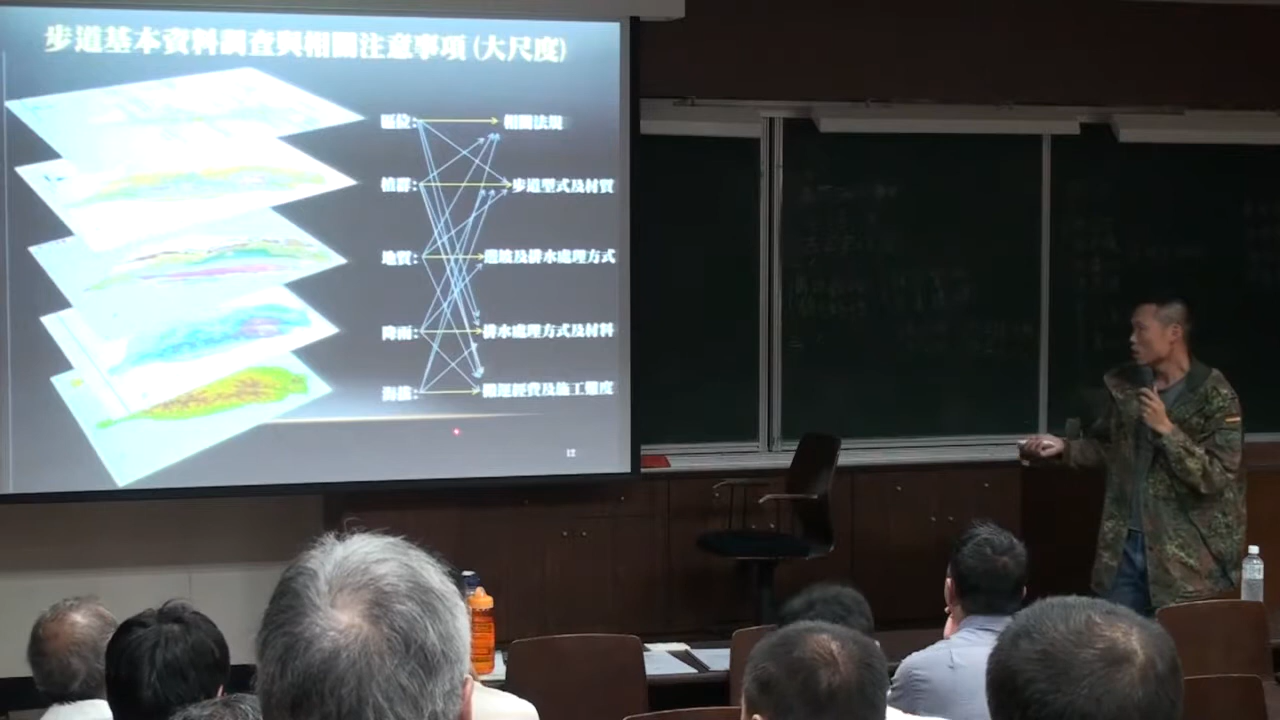 步道基本資料調查與相關注意事項(大尺度)
區位: 相關法規
植群: 步道型式及材質
地質: 邊坡及排水處理方式
降雨: 排水處理方式及材料
海拔: 搬運經費及施工難度
12